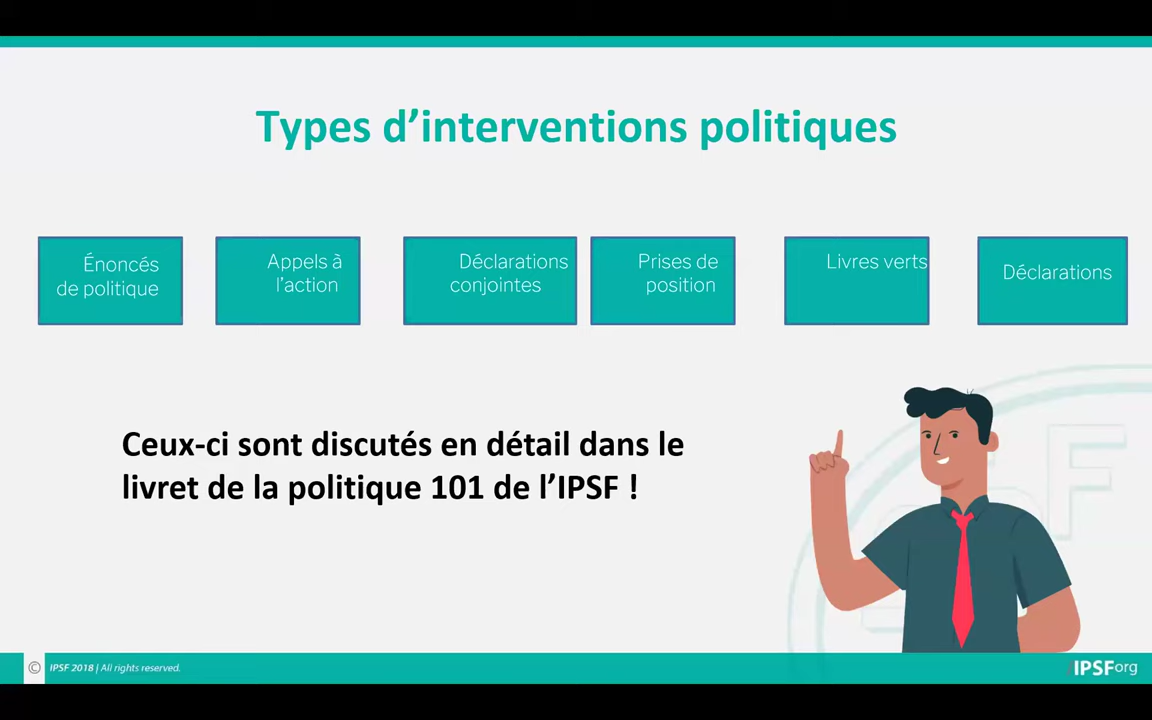 Types d’interventions politiques
Énoncés
de politique
Appels à
l’action
Déclarations
conjointes
Prises de
position
Livres verts
Déclarations
Ceux-ci sont discutés en détail dans le
livret de la politique 101 de l’IPSF !
© IPSF 2018 | All rights reserved.
IPSForg